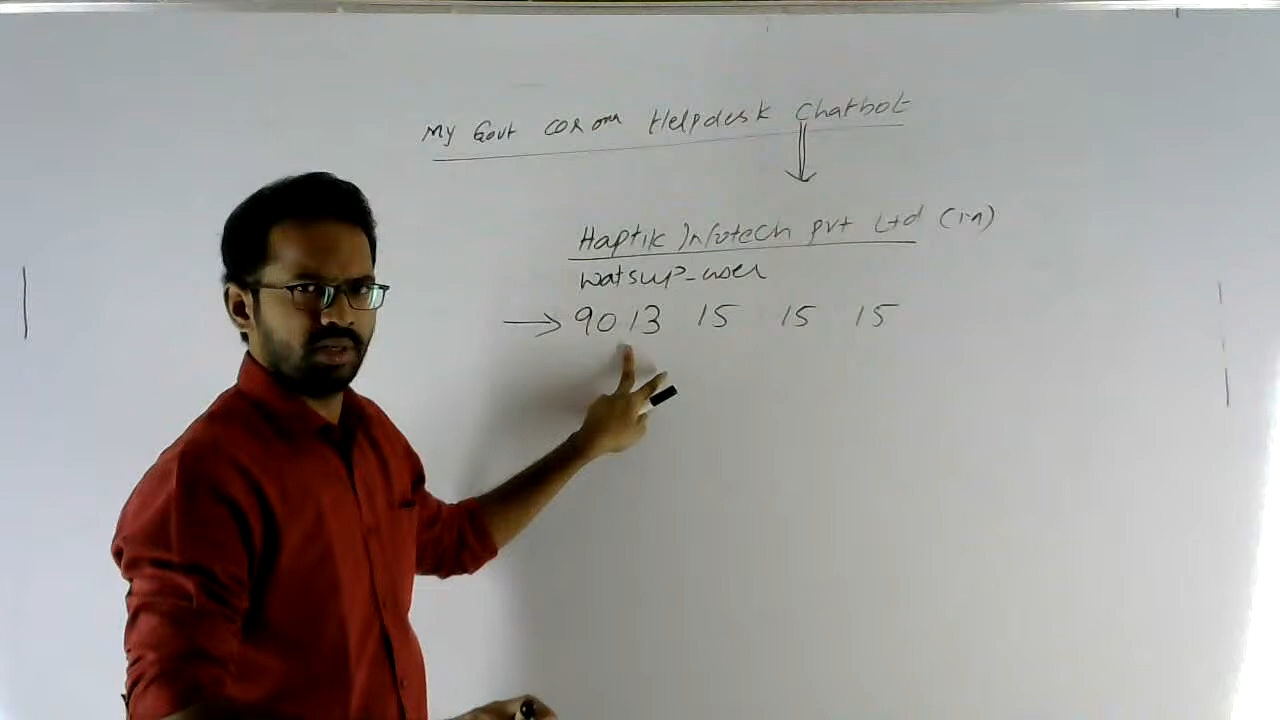 My Govt corona Helpdesk Chatbot
Haptik Infotech pvt Ltd (in)
watsup-user
→ 9013 15 15 15